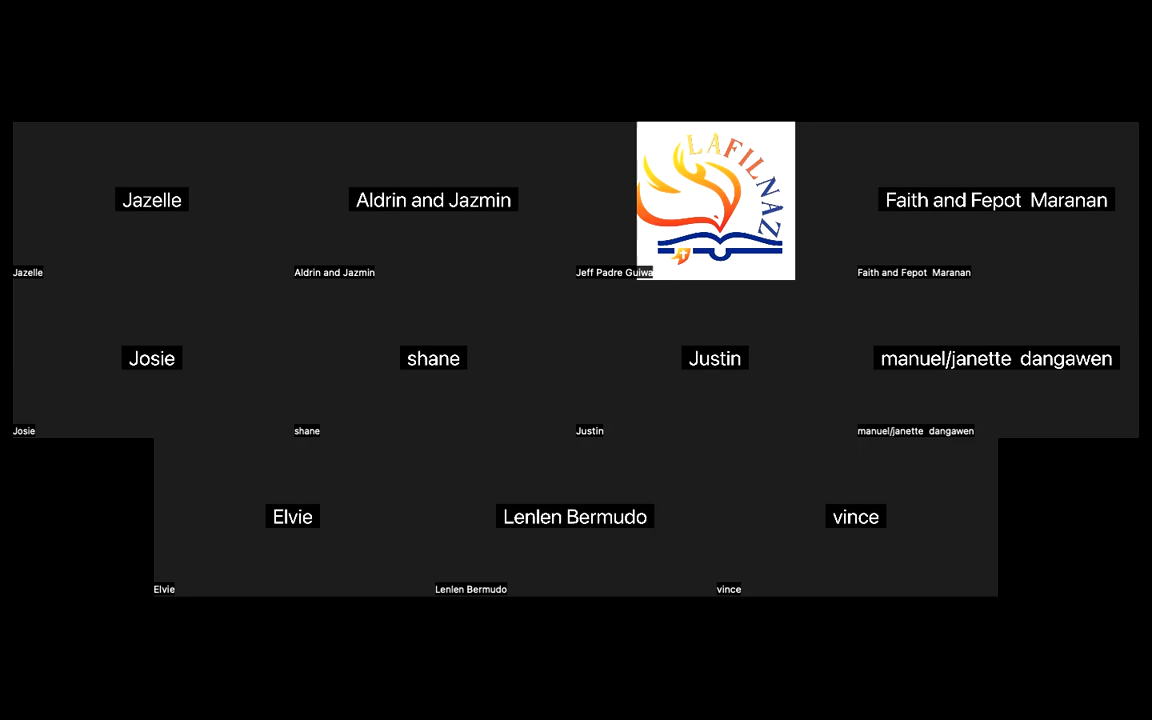 Jazelle
Aldrin and Jazmin
LAFILNAZ
Faith and Fepot Maranan
Jazelle
Aldrin and Jazmin
Jeff Padre Guiwa
Faith and Fepot Maranan
Josie
shane
Justin
manuel/janette dangawen
Josie
shane
Justin
manuel/janette dangawen
Elvie
Lenlen Bermudo
vince
Elvie
Lenlen Bermudo
vince